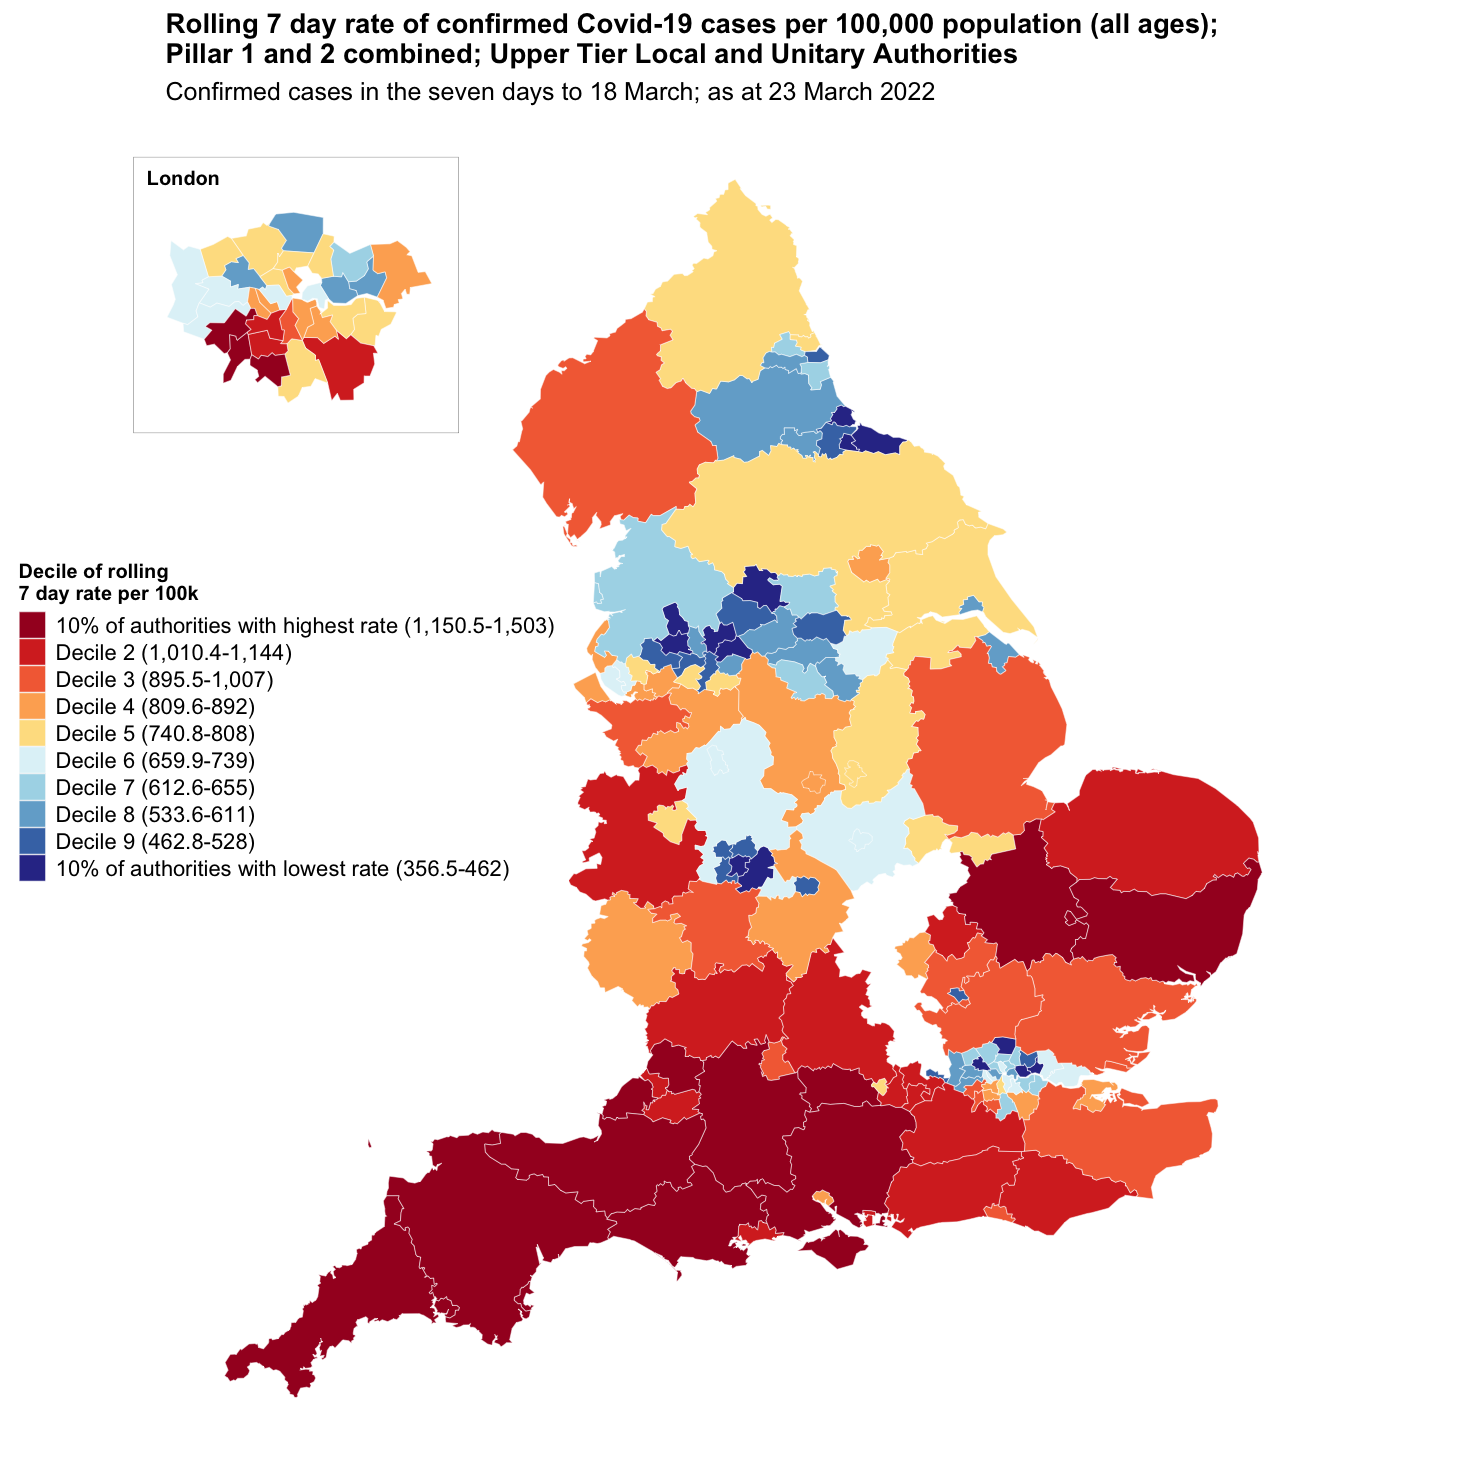 Rolling 7 day rate of confirmed Covid-19 cases per 100,000 population (all ages);
Pillar 1 and 2 combined; Upper Tier Local and Unitary Authorities
Confirmed cases in the seven days to 18 March; as at 23 March 2022
London
Decile of rolling
7 day rate per 100k
10% of authorities with highest rate (1,150.5-1,503)
Decile 2 (1,010.4-1,144)
Decile 3 (895.5-1,007)
Decile 4 (809.6-892)
Decile 5 (740.8-808)
Decile 6 (659.9-739)
Decile 7 (612.6-655)
Decile 8 (533.6-611)
Decile 9 (462.8-528)
10% of authorities with lowest rate (356.5-462)